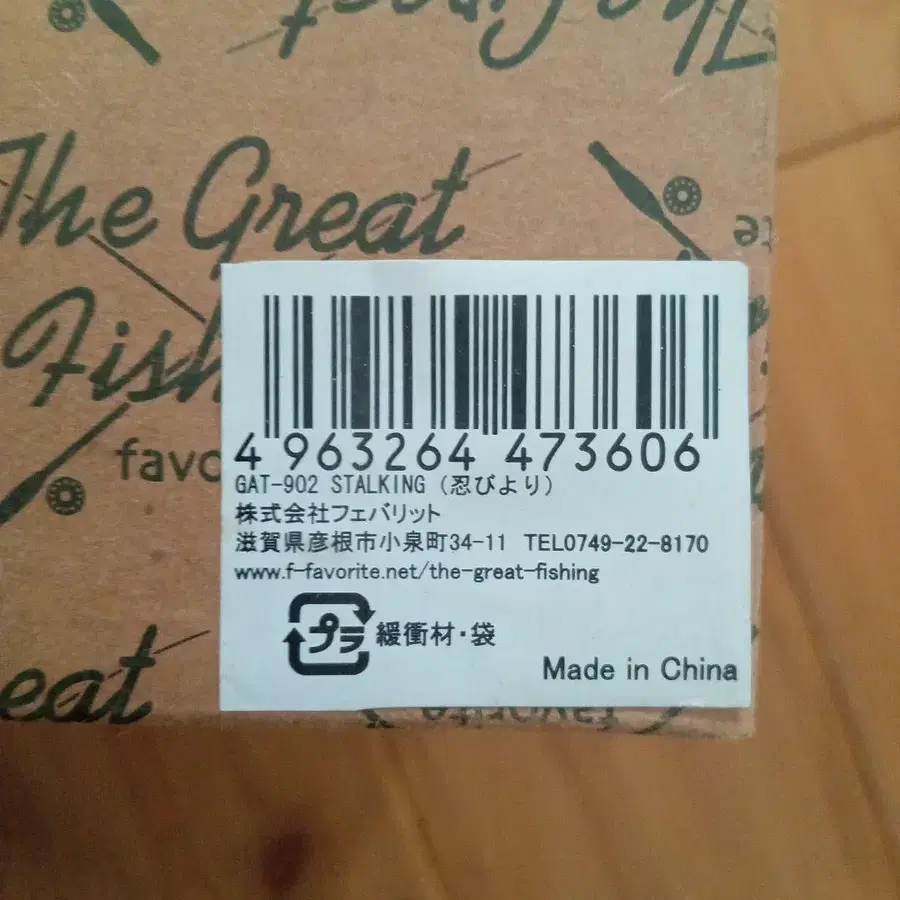 The Great
Fish
favo
4 963264 473606
GAT-902 STALKING (忍びより)
株式会社フェバリット
滋賀県彦根市小泉町34-11 TEL0749-22-8170
www.f-favorite.net/the-great-fishing
プラ 緩衝材・袋
Made in China
eat
favorite